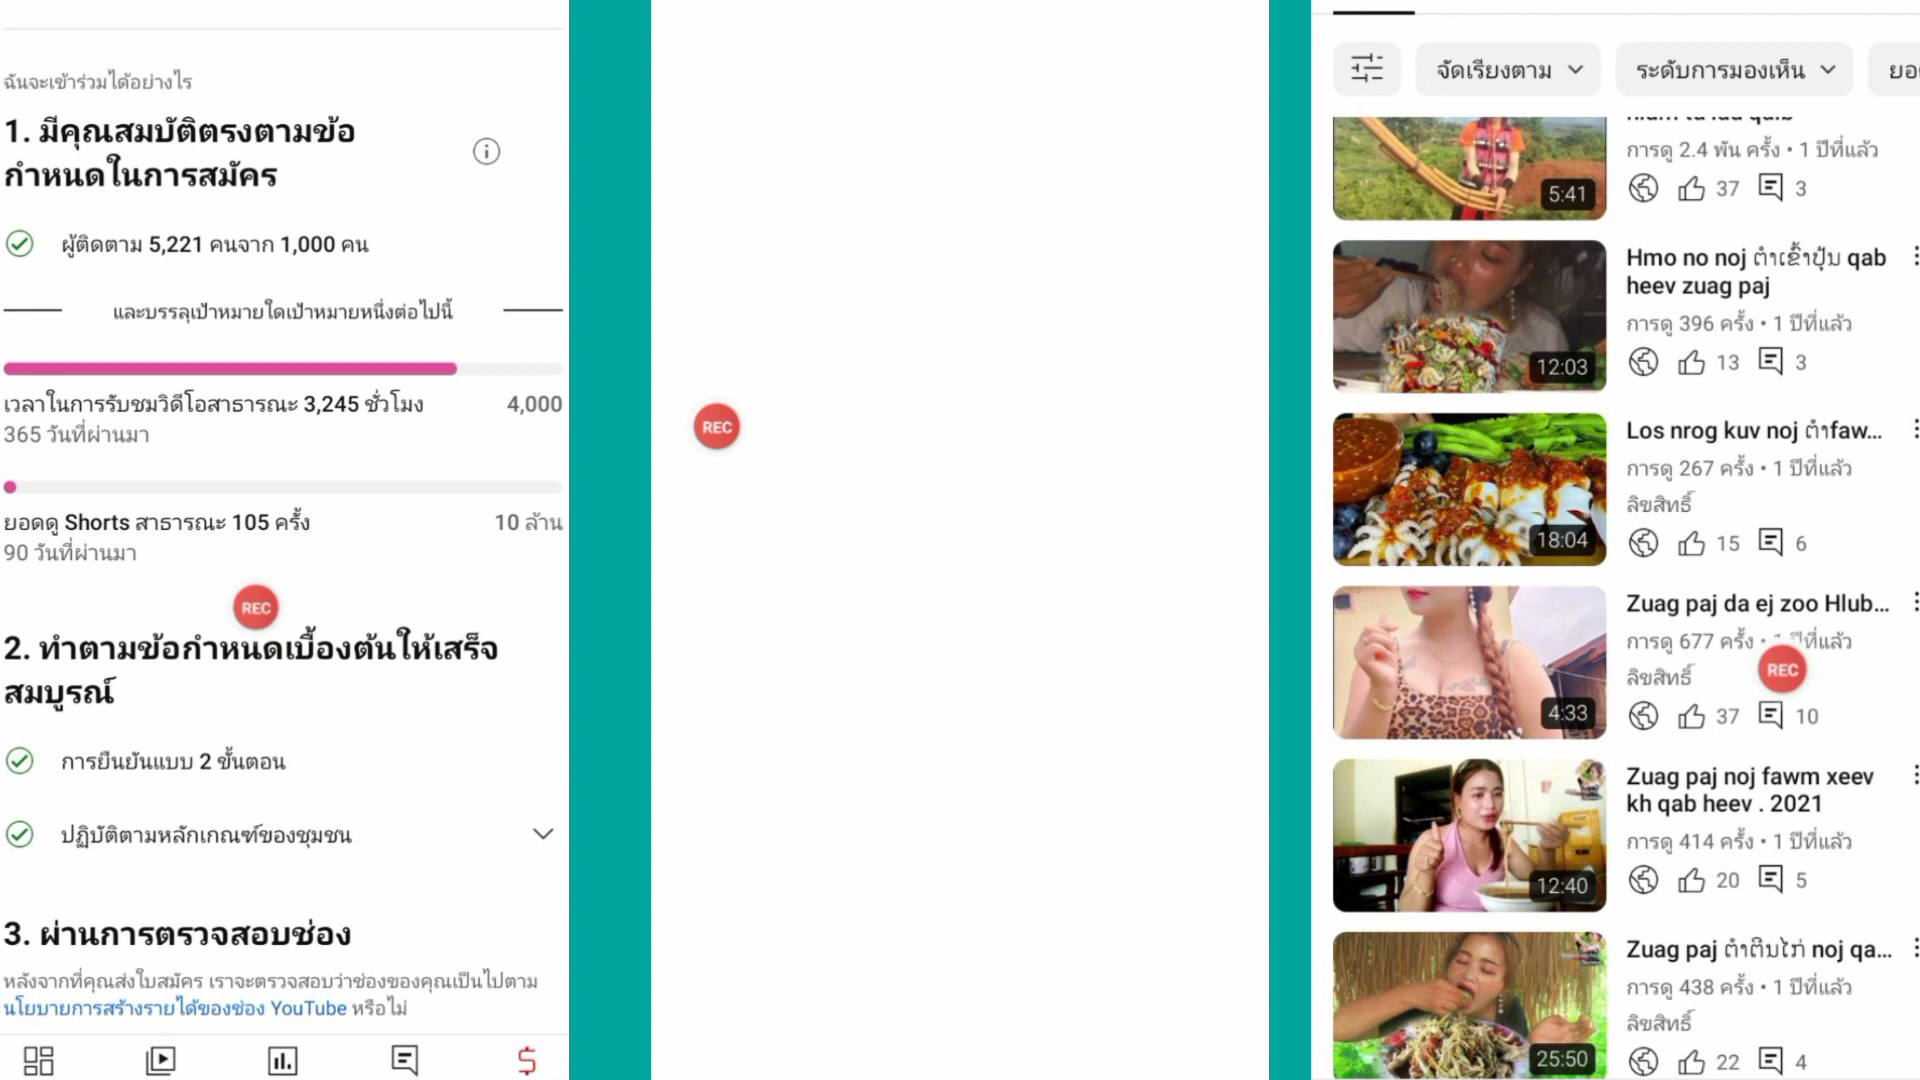 ฉันจะเข้าร่วมได้อย่างไร
1. มีคุณสมบัติตรงตามข้อ
กำหนดในการสมัคร
ผู้ติดตาม 5,221 คนจาก 1,000 คน
และบรรลุเป้าหมายใดเป้าหมายหนึ่งต่อไปนี้
เวลาในการรับชมวิดีโอสาธารณะ 3,245 ชั่วโมง 4,000
365 วันที่ผ่านมา
ยอดดู Shorts สาธารณะ 105 ครั้ง 10 ล้าน
90 วันที่ผ่านมา
REC
2. ทำตามข้อกำหนดเบื้องต้นให้เสร็จ
สมบูรณ์
การยืนยันแบบ 2 ขั้นตอน
ปฏิบัติตามหลักเกณฑ์ของชุมชน
3. ผ่านการตรวจสอบช่อง
หลังจากที่คุณส่งใบสมัคร เราจะตรวจสอบว่าช่องของคุณเป็นไปตาม
นโยบายการสร้างรายได้ของช่อง YouTube หรือไม่
REC
จัดเรียงตาม
ระดับการมองเห็น
การดู 2.4 พัน ครั้ง • 1 ปีที่แล้ว
5:41
37 3
Hmo no noj ຕຳເຂົ້າປຸ້ນ qab
heev zuag paj
การดู 396 ครั้ง • 1 ปีที่แล้ว
12:03
13 3
Los nrog kuv noj ຕຳfaw...
การดู 267 ครั้ง • 1 ปีที่แล้ว
ลิขสิทธิ์
18:04
15 6
Zuag paj da ej zoo Hlub...
การดู 677 ครั้ง • 1 ปีที่แล้ว
ลิขสิทธิ์
REC
4:33
37 10
Zuag paj noj fawm xeev
kh qab heev . 2021
การดู 414 ครั้ง • 1 ปีที่แล้ว
12:40
20 5
Zuag paj ຕຳຕີນໄກ່ noj qa...
การดู 438 ครั้ง • 1 ปีที่แล้ว
ลิขสิทธิ์
25:50
22 4